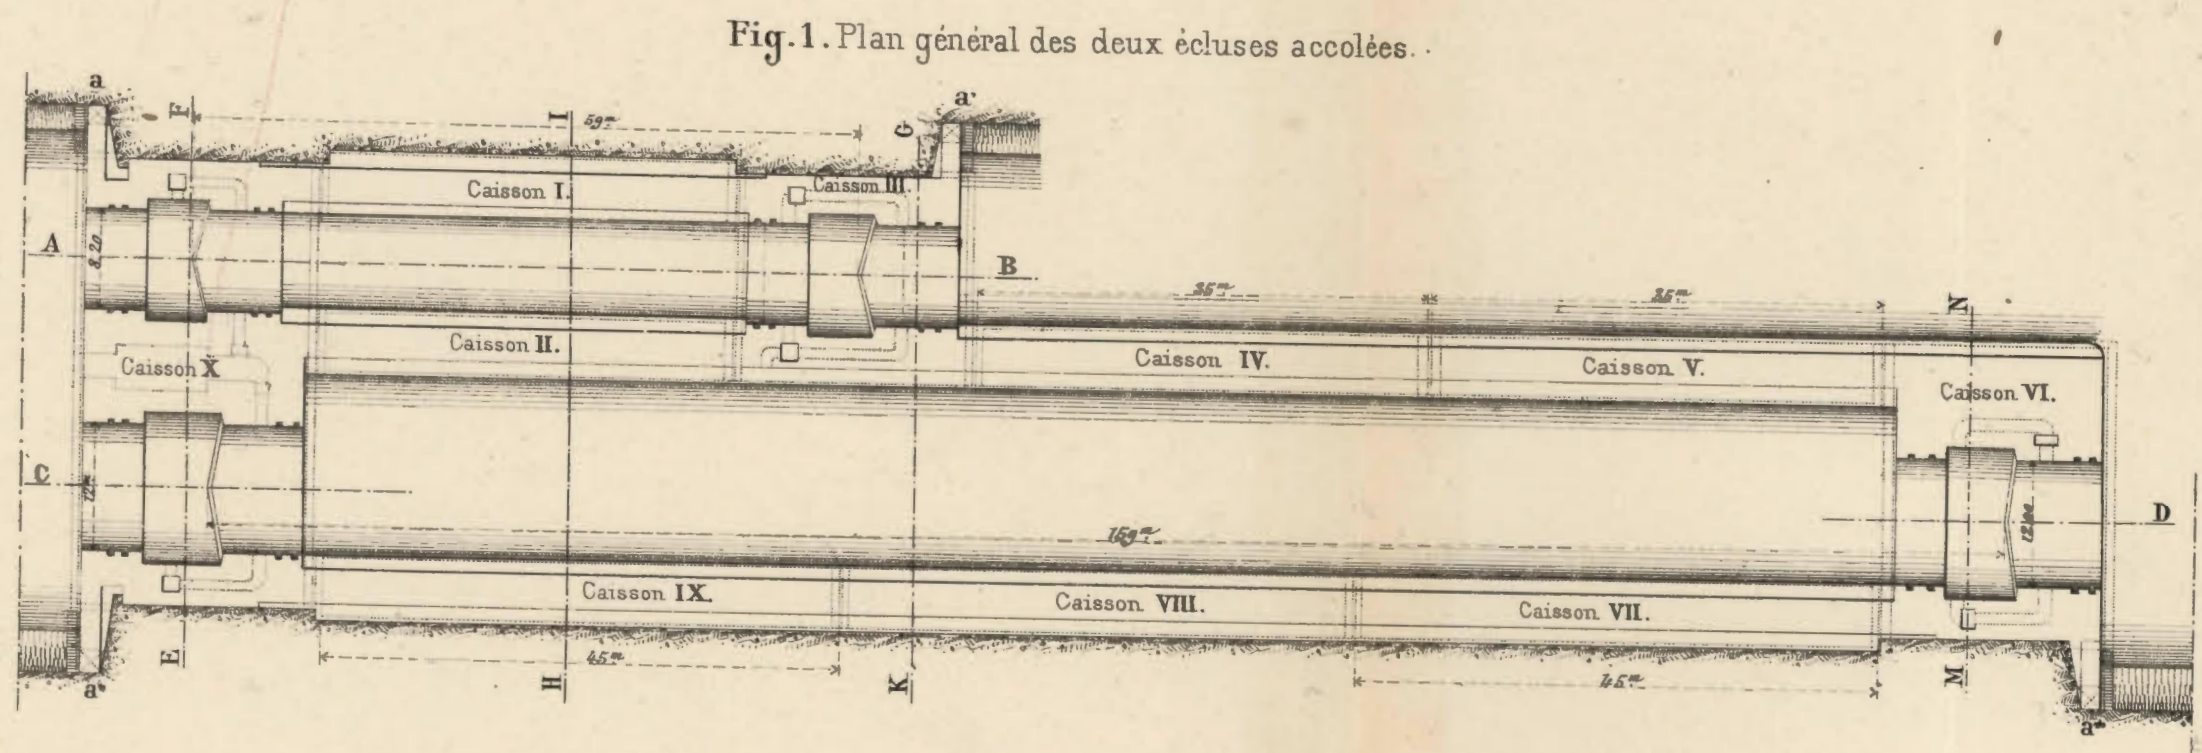 Fig.1. Plan général des deux écluses accolées.
a
F
I
59m
G
a'
Caisson I.
Caisson III.
A
8.20
B
35m
35m
N
Caisson II.
Caisson X
Caisson IV.
Caisson V.
Caisson VI.
C
12m
159m
D
Caisson IX.
Caisson VIII.
Caisson VII.
E
45m
H
K
45m
M
a"